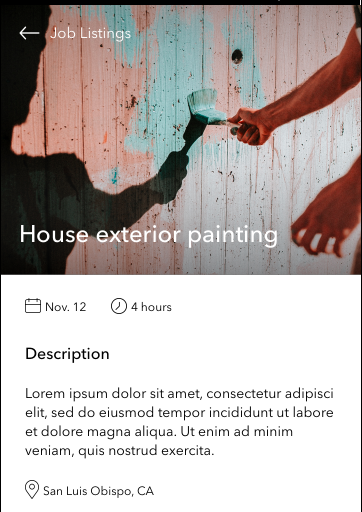 Job Listings
House exterior painting
Nov. 12 4 hours
Description
Lorem ipsum dolor sit amet, consectetur adipisci
elit, sed do eiusmod tempor incididunt ut labore
et dolore magna aliqua. Ut enim ad minim
veniam, quis nostrud exercita.
San Luis Obispo, CA